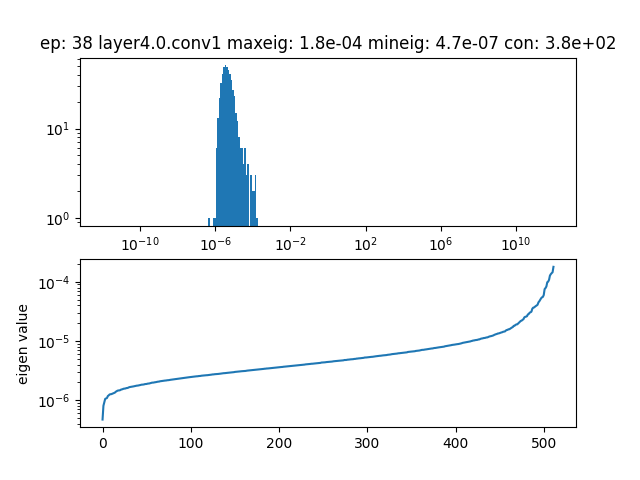 ep: 38 layer4.0.conv1 maxeig: 1.8e-04 mineig: 4.7e-07 con: 3.8e+02
10¹
10⁰
10⁻¹⁰ 10⁻⁶ 10⁻² 10² 10⁶ 10¹⁰
10⁻⁴
10⁻⁵
10⁻⁶
eigen value
0 100 200 300 400 500